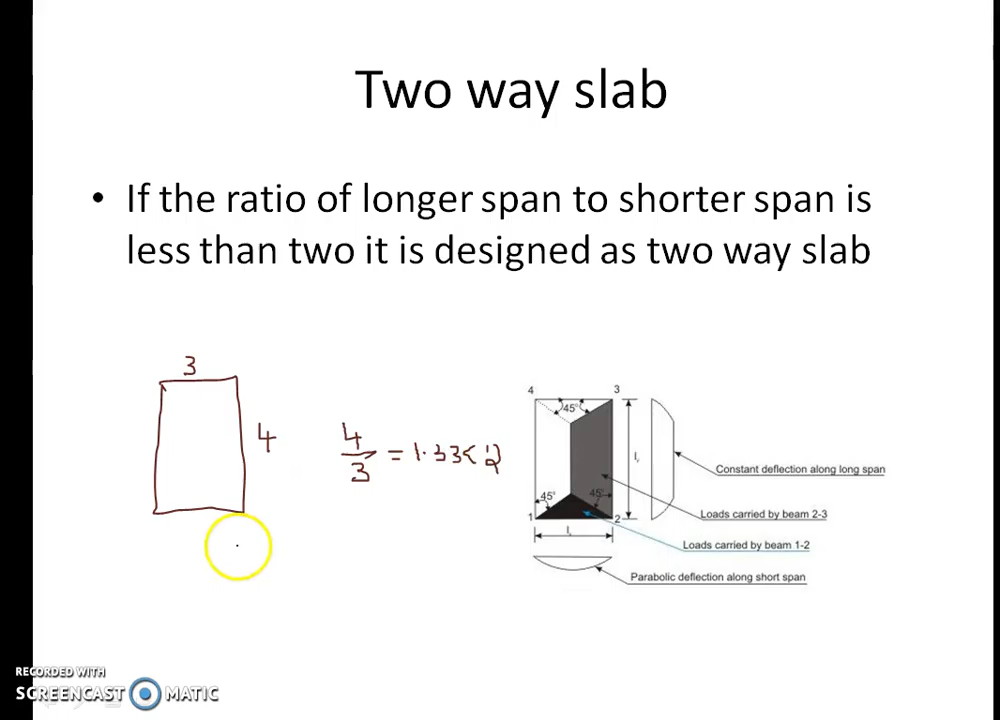 Two way slab
• If the ratio of longer span to shorter span is
less than two it is designed as two way slab
3
4
4/3 = 1.33 < 2
4
3
45°
45°
45°
1
2
l
l
Constant deflection along long span
Loads carried by beam 2-3
Loads carried by beam 1-2
Parabolic deflection along short span
RECORDED WITH
SCREENCAST MATIC